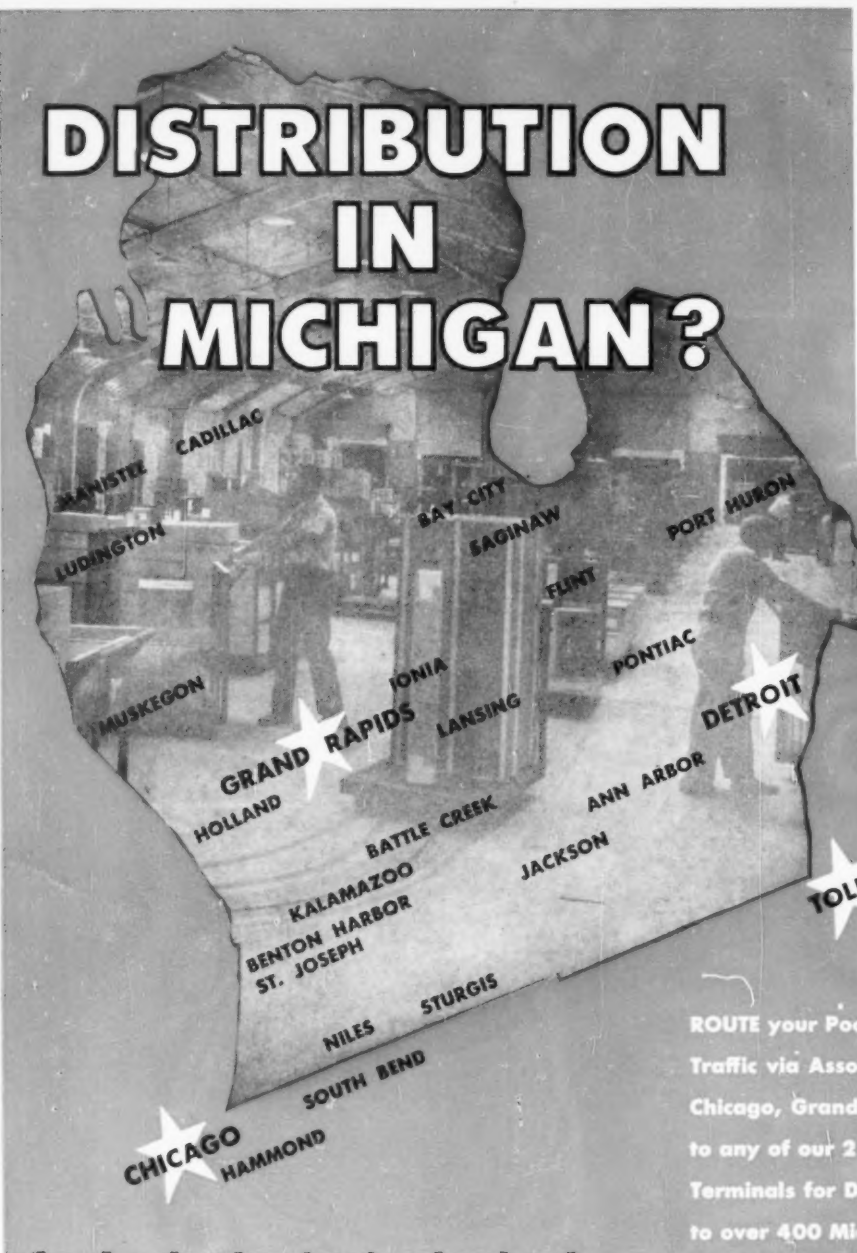 DISTRIBUTION
IN
MICHIGAN?
CADILLAC
MANISTEE
BAY CITY
SAGINAW
PORT HURON
LUDINGTON
FLINT
PONTIAC
IONIA
MUSKEGON
LANSING
DETROIT
GRAND RAPIDS
HOLLAND
ANN ARBOR
BATTLE CREEK
JACKSON
KALAMAZOO
BENTON HARBOR
ST. JOSEPH
STURGIS
NILES
SOUTH BEND
CHICAGO
HAMMOND
ROUTE your
Traffic via
Chicago, Grand
to any of our
Terminals for
to over 400